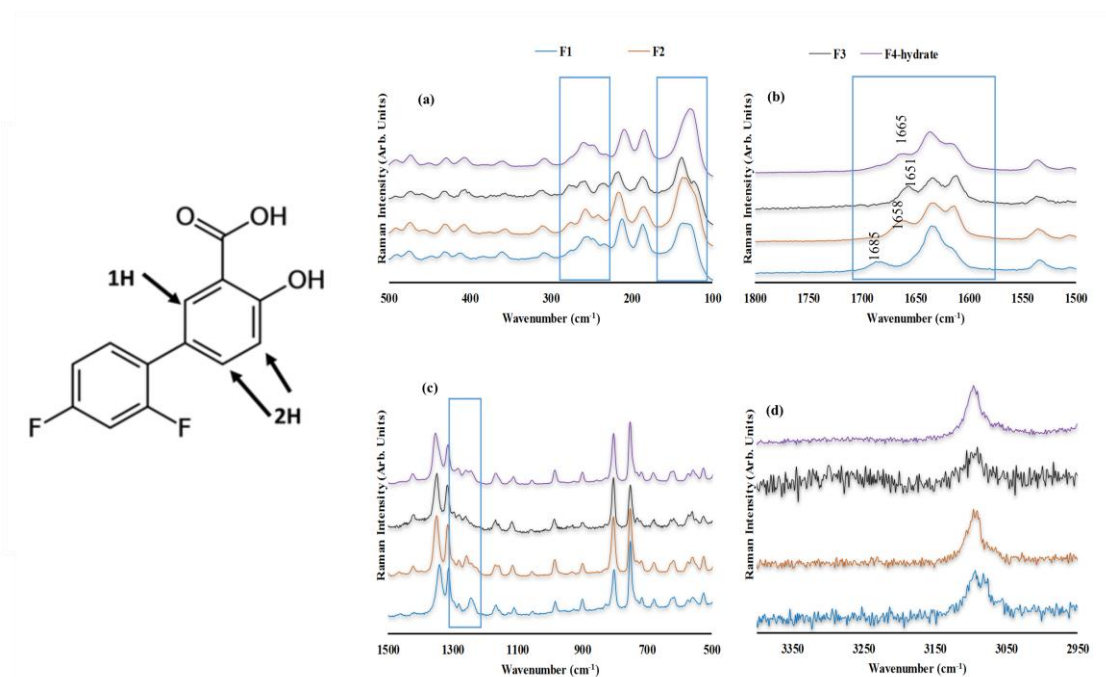 O
OH
OH
1H
2H
F
F
F1
F2
F3
F4-hydrate
(a)
Raman Intensity (Arb. Units)
500
400
300
200
100
Wavenumber (cm-1)
(b)
Raman Intensity (Arb. Units)
1665
1651
1658
1685
1800
1750
1700
1650
1600
1550
1500
Wavenumber (cm-1)
(c)
Raman Intensity (Arb. Units)
1500
1300
1100
900
700
500
Wavenumber (cm-1)
(d)
Raman Intensity (Arb. Units)
3350
3250
3150
3050
2950
Wavenumber (cm-1)